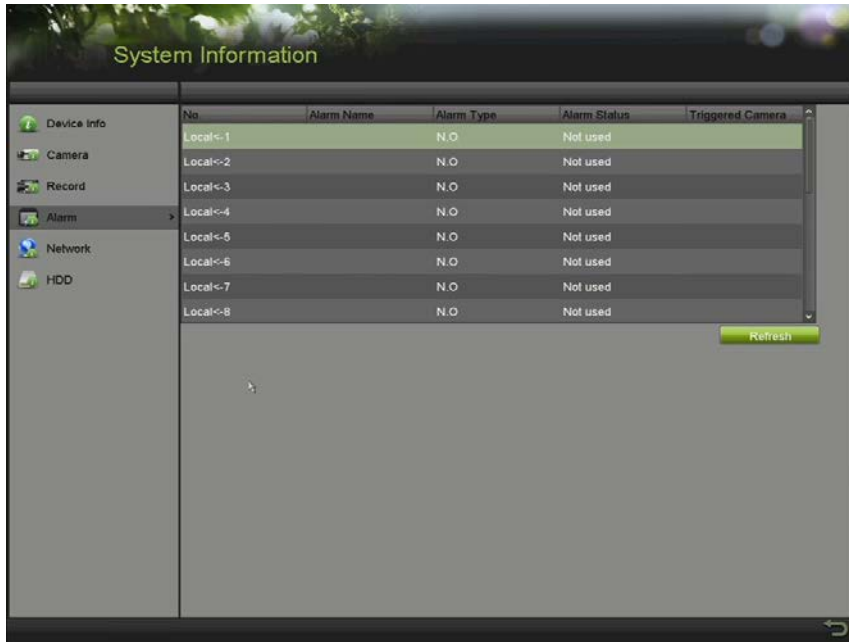 System Information
Device Info
Camera
Record
Alarm >
Network
HDD
No. Alarm Name Alarm Type Alarm Status Triggered Camera
Local<-1 N.O Not used
Local<-2 N.O Not used
Local<-3 N.O Not used
Local<-4 N.O Not used
Local<-5 N.O Not used
Local<-6 N.O Not used
Local<-7 N.O Not used
Local<-8 N.O Not used
Refresh